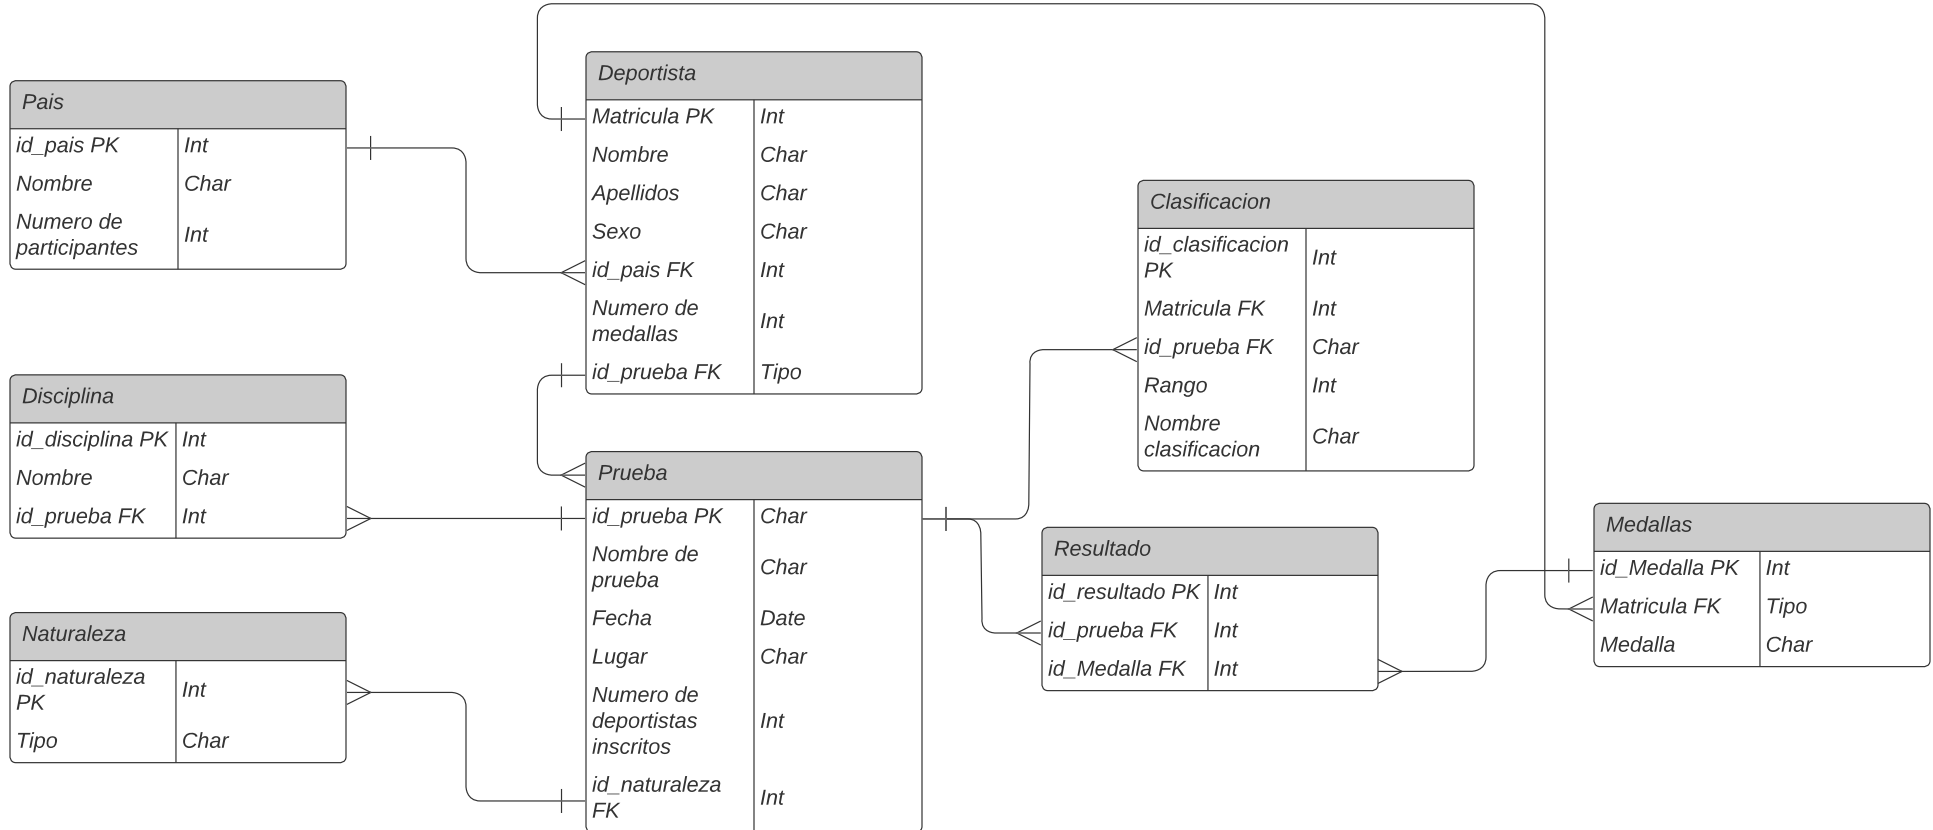 Pais
id_pais PK Int
Nombre Char
Numero de
participantes
Int
Deportista
Matricula PK Int
Nombre Char
Apellidos Char
Sexo Char
id_pais FK Int
Numero de
medallas
Int
id_prueba FK Tipo
Clasificacion
id_clasificacion
PK
Int
Matricula FK Int
id_prueba FK Char
Rango Int
Nombre
clasificacion
Char
Disciplina
id_disciplina PK Int
Nombre Char
id_prueba FK Int
Prueba
id_prueba PK Char
Nombre de
prueba
Char
Fecha Date
Lugar Char
Numero de
deportistas
inscritos
Int
id_naturaleza
FK
Int
Resultado
id_resultado PK Int
id_prueba FK Int
id_Medalla FK Int
Medallas
id_Medalla PK Int
Matricula FK Tipo
Medalla Char
Naturaleza
id_naturaleza
PK
Int
Tipo Char